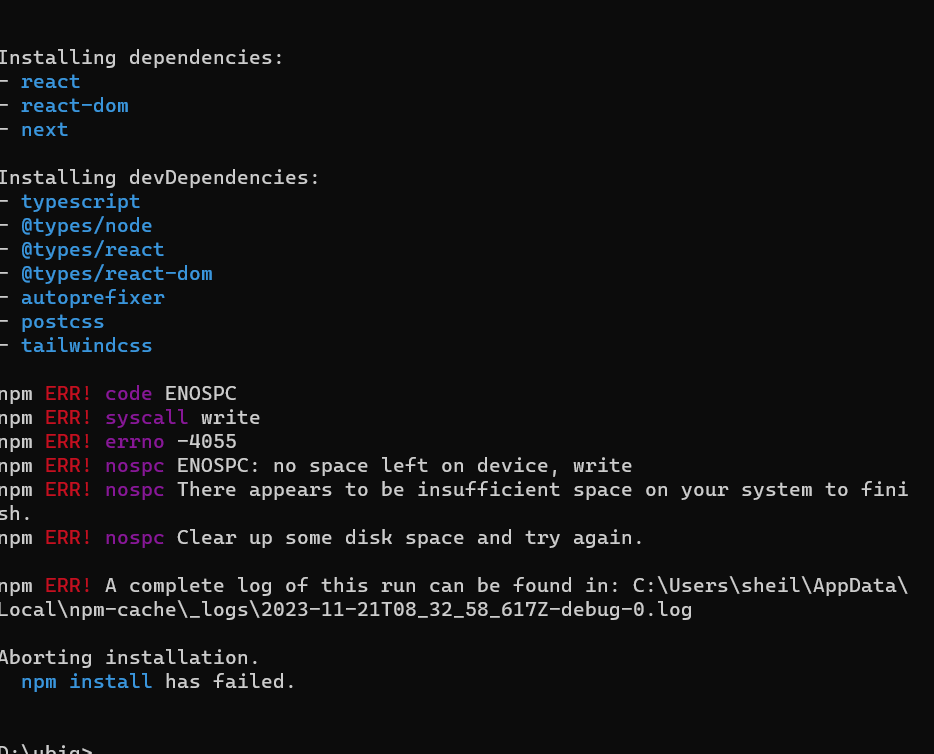 Installing dependencies:
- react
- react-dom
- next
Installing devDependencies:
- typescript
- @types/node
- @types/react
- @types/react-dom
- autoprefixer
- postcss
- tailwindcss
npm ERR! code ENOSPC
npm ERR! syscall write
npm ERR! errno -4055
npm ERR! nospc ENOSPC: no space left on device, write
npm ERR! nospc There appears to be insufficient space on your system to fini
sh.
npm ERR! nospc Clear up some disk space and try again.
npm ERR! A complete log of this run can be found in: C:\Users\sheil\AppData\
Local\npm-cache\_logs\2023-11-21T08_32_58_617Z-debug-0.log
Aborting installation.
npm install has failed.